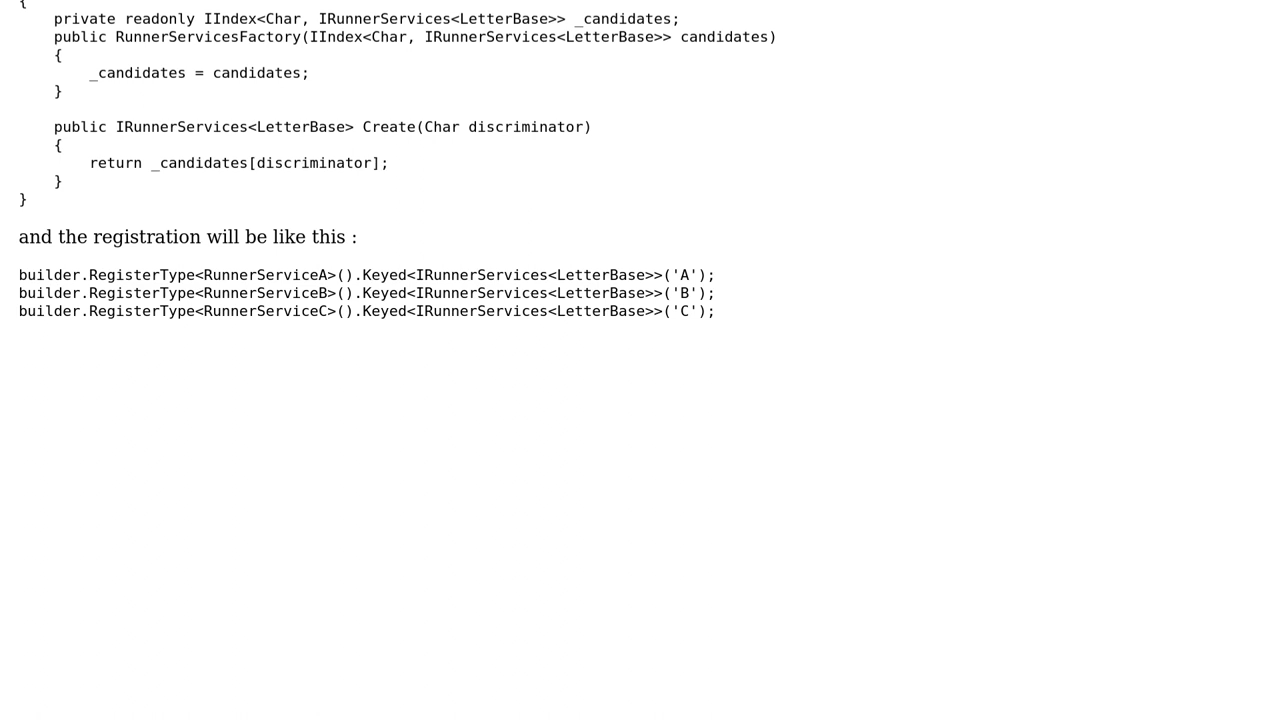 {
    private readonly IIndex<Char, IRunnerServices<LetterBase>> _candidates;
    public RunnerServicesFactory(IIndex<Char, IRunnerServices<LetterBase>> candidates)
    {
        _candidates = candidates;
    }

    public IRunnerServices<LetterBase> Create(Char discriminator)
    {
        return _candidates[discriminator];
    }
}
and the registration will be like this :
builder.RegisterType<RunnerServiceA>().Keyed<IRunnerServices<LetterBase>>('A');
builder.RegisterType<RunnerServiceB>().Keyed<IRunnerServices<LetterBase>>('B');
builder.RegisterType<RunnerServiceC>().Keyed<IRunnerServices<LetterBase>>('C');